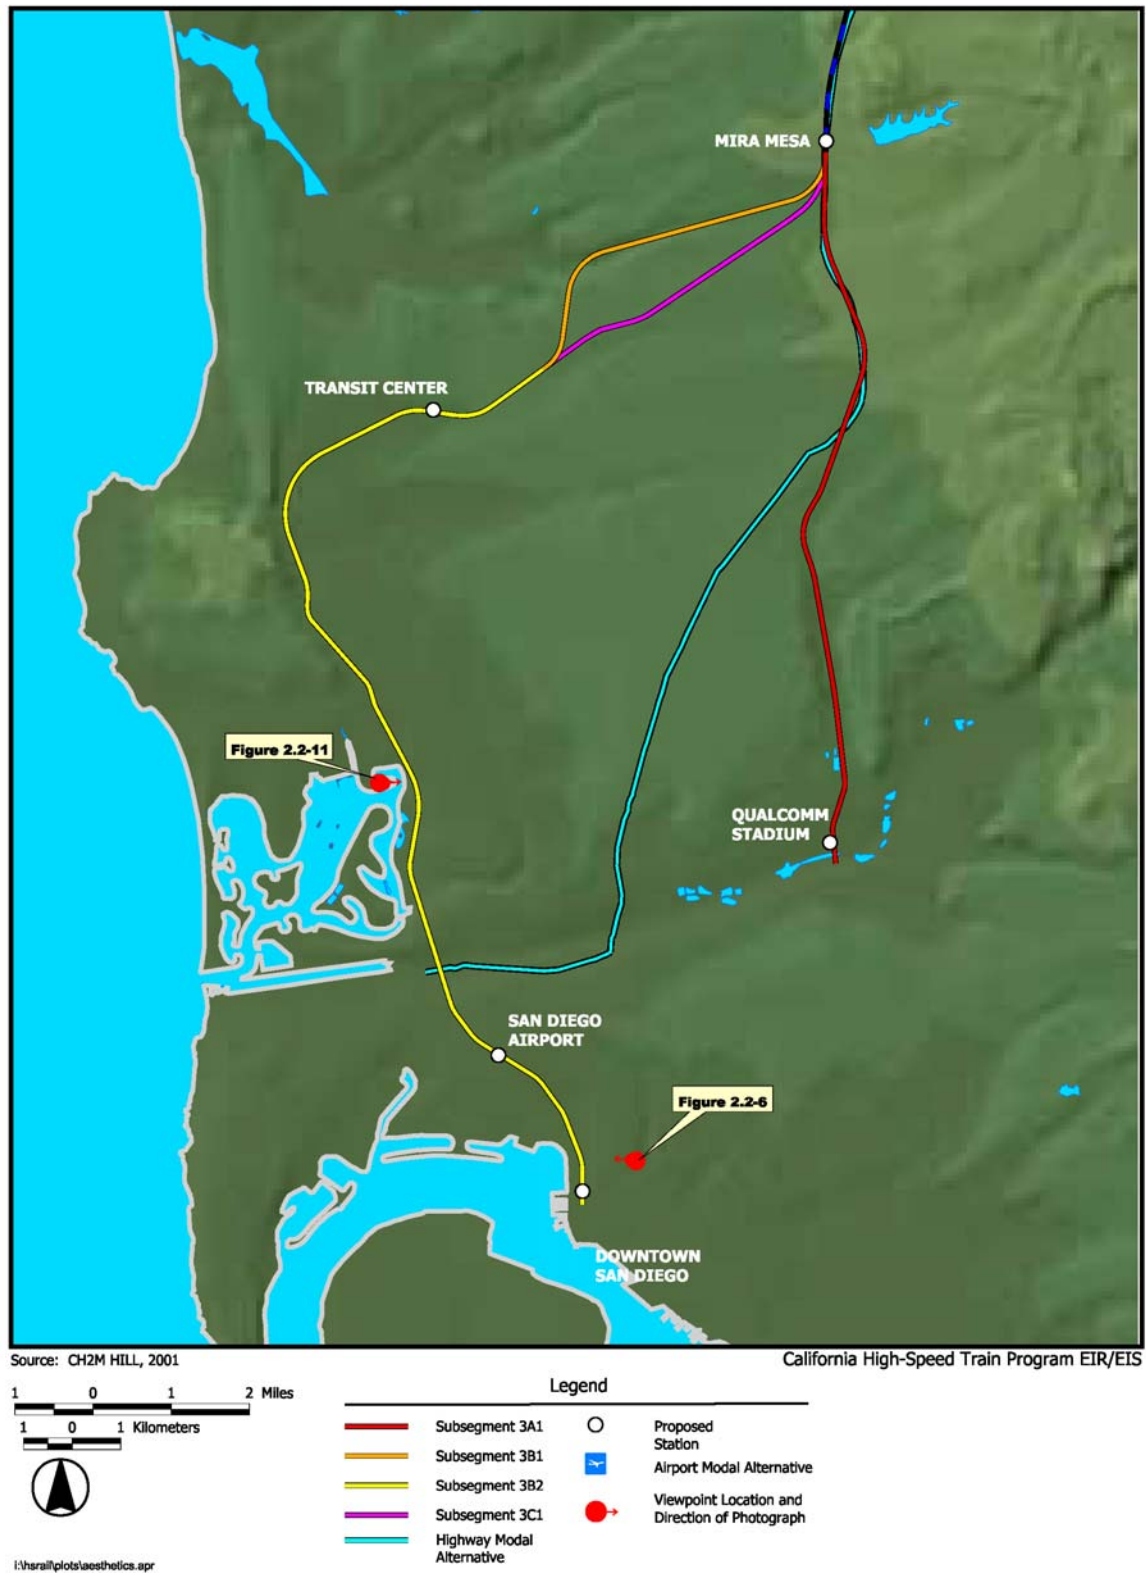 MIRA MESA
TRANSIT CENTER
Figure 2.2-11
QUALCOMM
STADIUM
SAN DIEGO
AIRPORT
Figure 2.2-6
DOWNTOWN
SAN DIEGO
Source: CH2M HILL, 2001
California High-Speed Train Program EIR/EIS
1 0 1 2 Miles
1 0 1 Kilometers
Legend
Subsegment 3A1
Subsegment 3B1
Subsegment 3B2
Subsegment 3C1
Highway Modal
Alternative
Proposed
Station
Airport Modal Alternative
Viewpoint Location and
Direction of Photograph
i:\hsrail\plots\aesthetics.apr